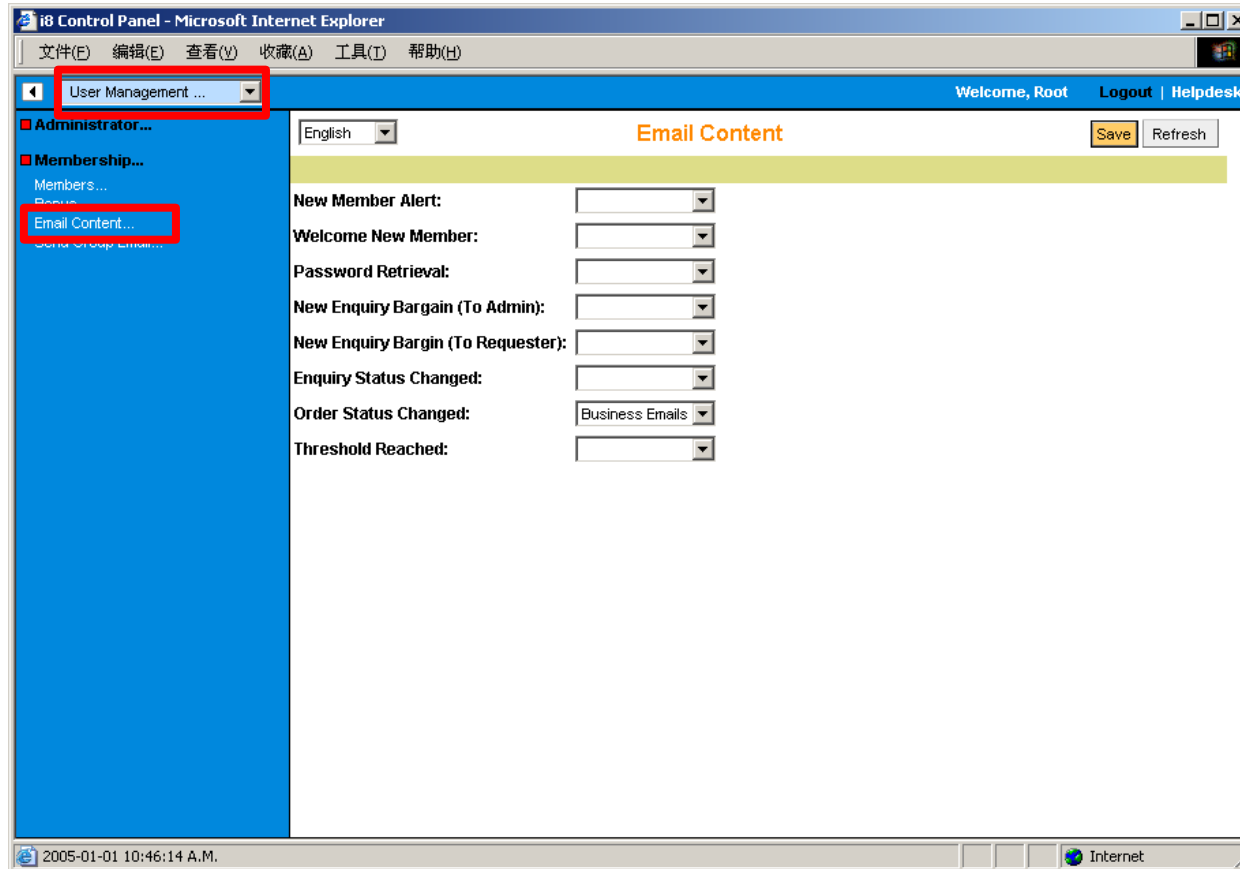 i8 Control Panel - Microsoft Internet Explorer
文件(F) 编辑(E) 查看(V) 收藏(A) 工具(T) 帮助(H)
User Management ...
Welcome, Root Logout | Helpdesk
Administrator...
English
Email Content
Save Refresh
Membership...
Members...
Email Content...
Send Group Email...
New Member Alert:
Welcome New Member:
Password Retrieval:
New Enquiry Bargain (To Admin):
New Enquiry Bargin (To Requester):
Enquiry Status Changed:
Order Status Changed: Business Emails
Threshold Reached:
2005-01-01 10:46:14 A.M.
Internet